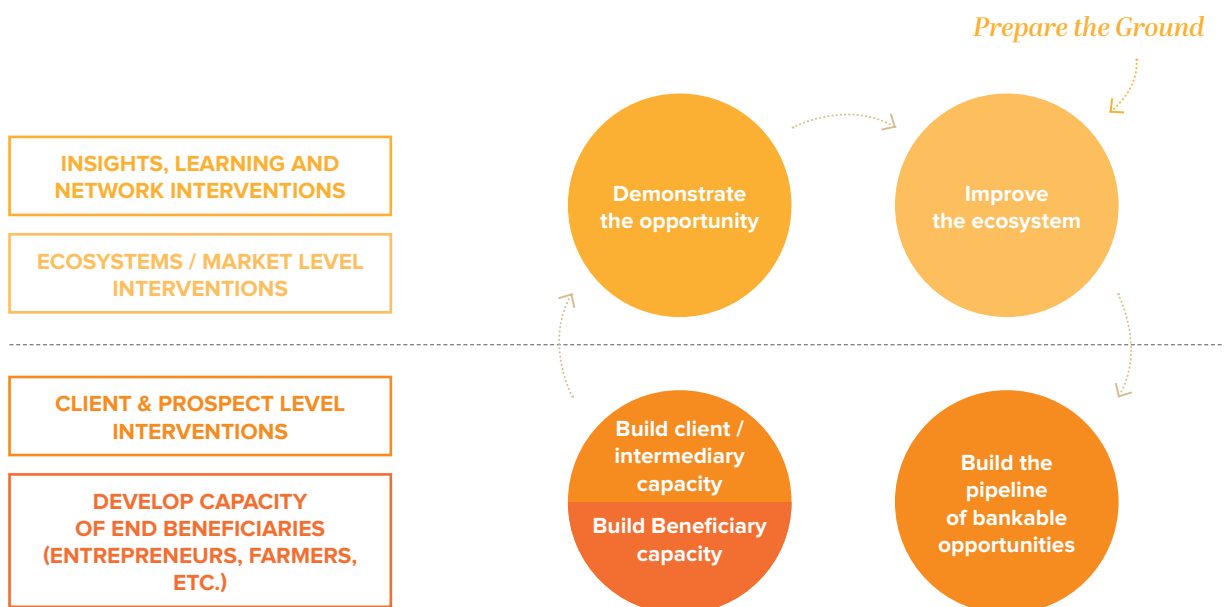 Prepare the Ground
INSIGHTS, LEARNING AND
NETWORK INTERVENTIONS
ECOSYSTEMS / MARKET LEVEL
INTERVENTIONS
Demonstrate
the opportunity
Improve
the ecosystem
CLIENT & PROSPECT LEVEL
INTERVENTIONS
DEVELOP CAPACITY
OF END BENEFICIARIES
(ENTREPRENEURS, FARMERS,
ETC.)
Build client /
intermediary
capacity
Build Beneficiary
capacity
Build the
pipeline
of bankable
opportunities